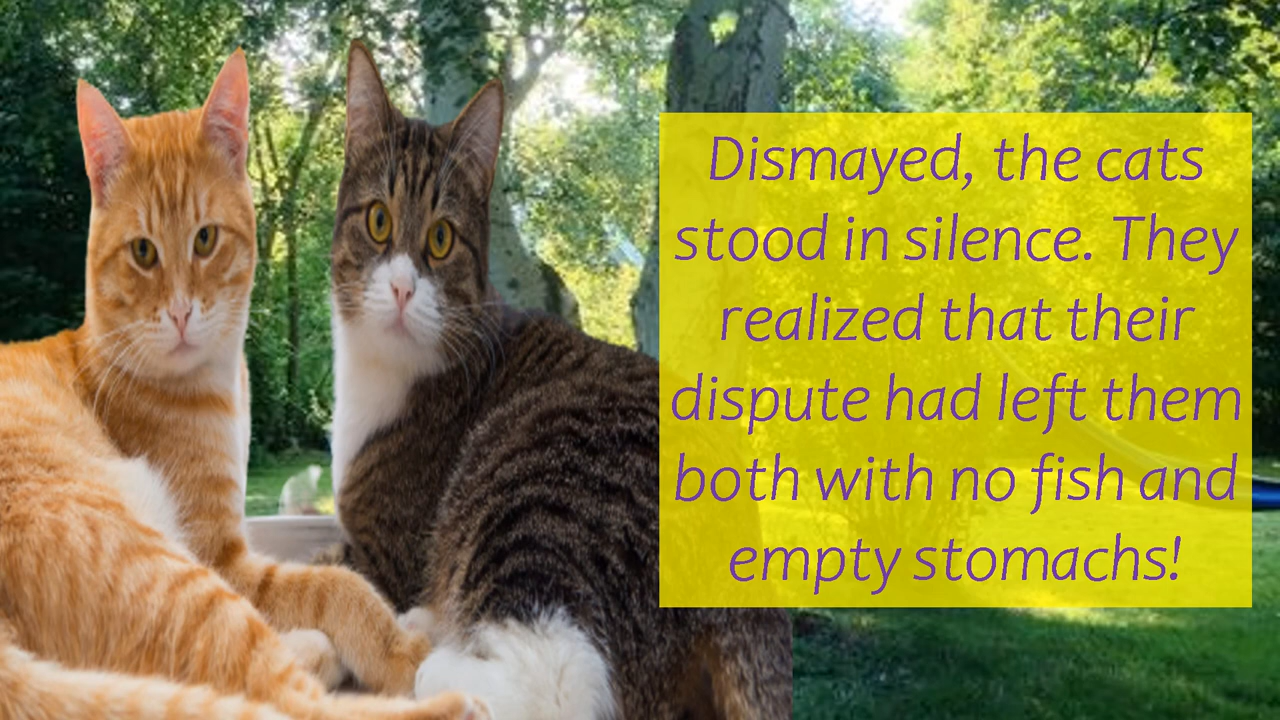 Dismayed, the cats
stood in silence. They
realized that their
dispute had left them
both with no fish and
empty stomachs!